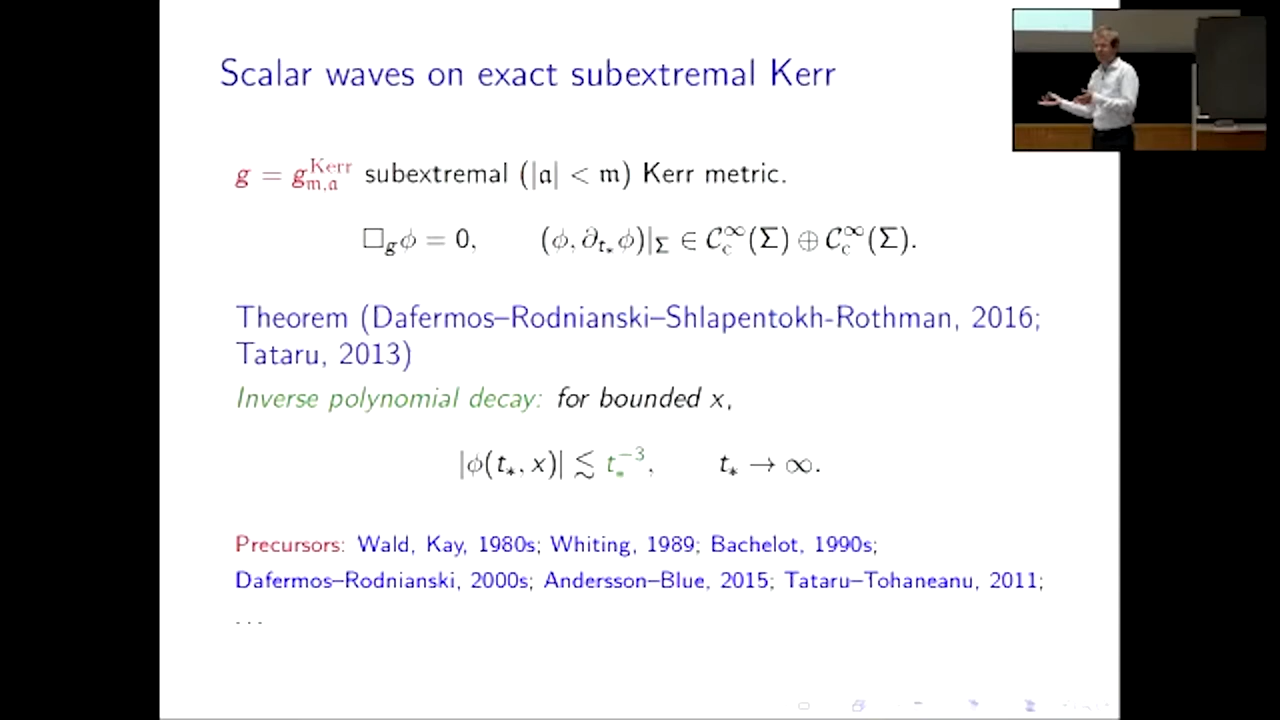 Scalar waves on exact subextremal Kerr
g = g^{Kerr}_{𝔪,𝔞} subextremal (|𝔞| < 𝔪) Kerr metric.
□_g ϕ = 0, (ϕ, ∂_{t_*}ϕ)|_Σ ∈ 𝒞_c^∞(Σ) ⊕ 𝒞_c^∞(Σ).
Theorem (Dafermos–Rodnianski–Shlapentokh-Rothman, 2016;
Tataru, 2013)
Inverse polynomial decay: for bounded x,
|ϕ(t_*, x)| ≲ t_*^{-3}, t_* → ∞.
Precursors: Wald, Kay, 1980s; Whiting, 1989; Bachelot, 1990s;
Dafermos–Rodnianski, 2000s; Andersson–Blue, 2015; Tataru–Tohaneanu, 2011;
...